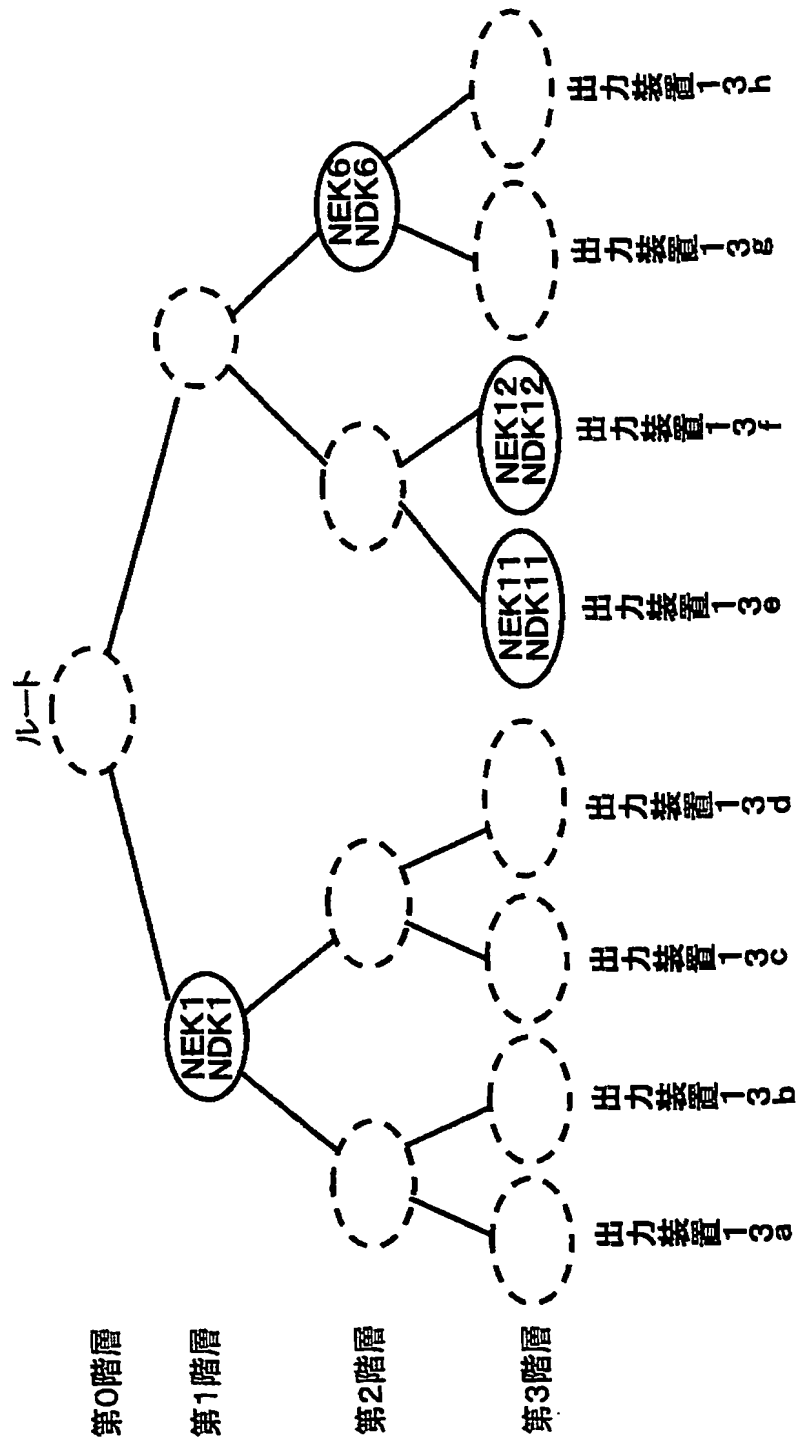 ルート
第0階層
第1階層
NEK1
NDK1
第2階層
NEK6
NDK6
第3階層
NEK11
NDK11
NEK12
NDK12
出力装置13a
出力装置13b
出力装置13c
出力装置13d
出力装置13e
出力装置13f
出力装置13g
出力装置13h